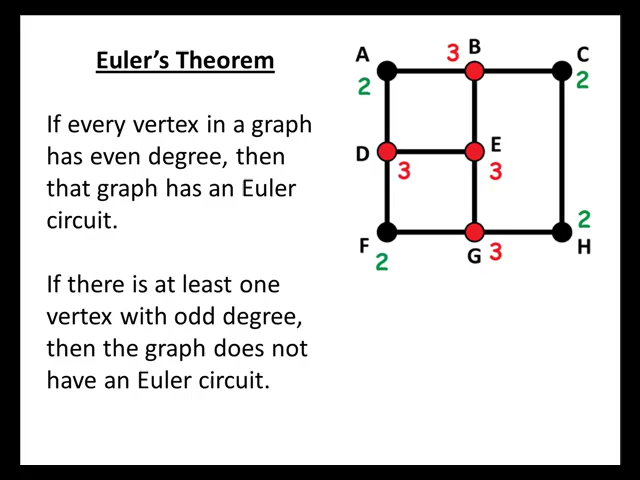 Euler's Theorem
If every vertex in a graph
has even degree, then
that graph has an Euler
circuit.
If there is at least one
vertex with odd degree,
then the graph does not
have an Euler circuit.
A 3 B C
2 2
D E
3 3
F 2 G 3 2 H